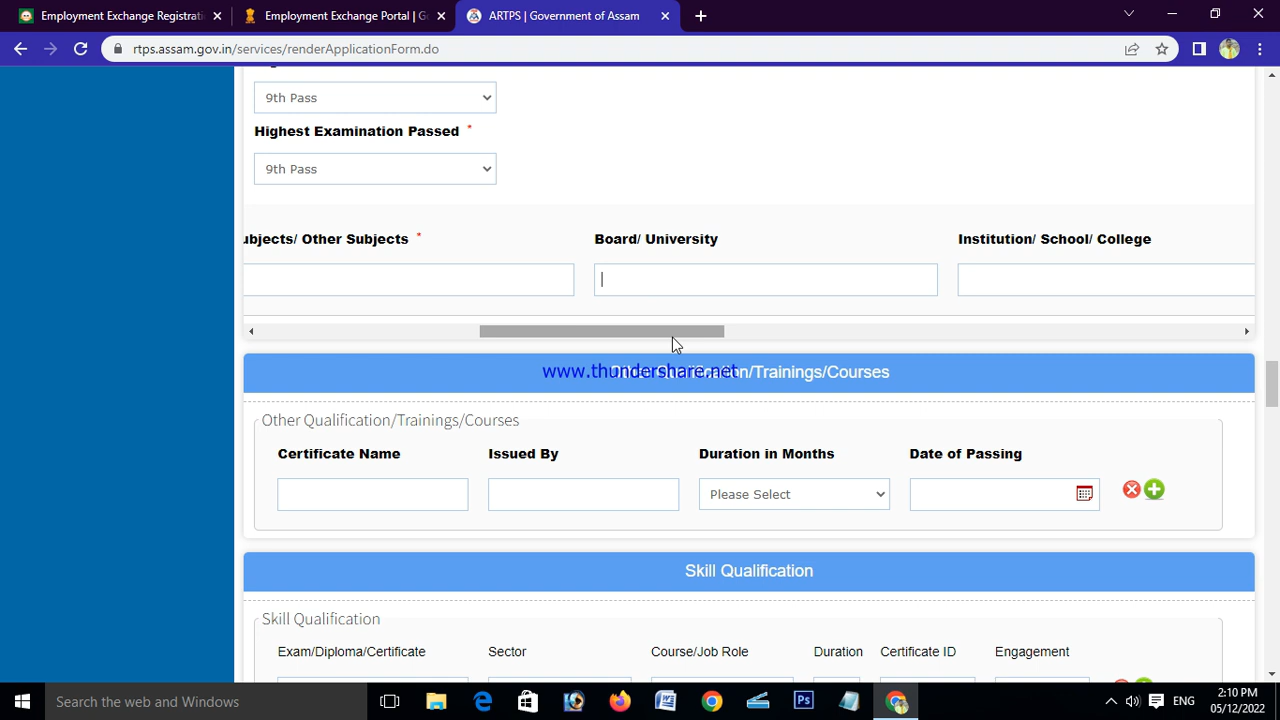 Employment Exchange Registrati
Employment Exchange Portal | G
ARTPS | Government of Assam
rtps.assam.gov.in/services/renderApplicationForm.do
9th Pass
Highest Examination Passed *
9th Pass
ubjects/ Other Subjects * Board/ University Institution/ School/ College
www.thundershare.net
Other Qualification/Trainings/Courses
Other Qualification/Trainings/Courses
Certificate Name Issued By Duration in Months Date of Passing
Please Select
Skill Qualification
Skill Qualification
Exam/Diploma/Certificate Sector Course/Job Role Duration Certificate ID Engagement
Search the web and Windows
Ps
ENG
2:10 PM
05/12/2022